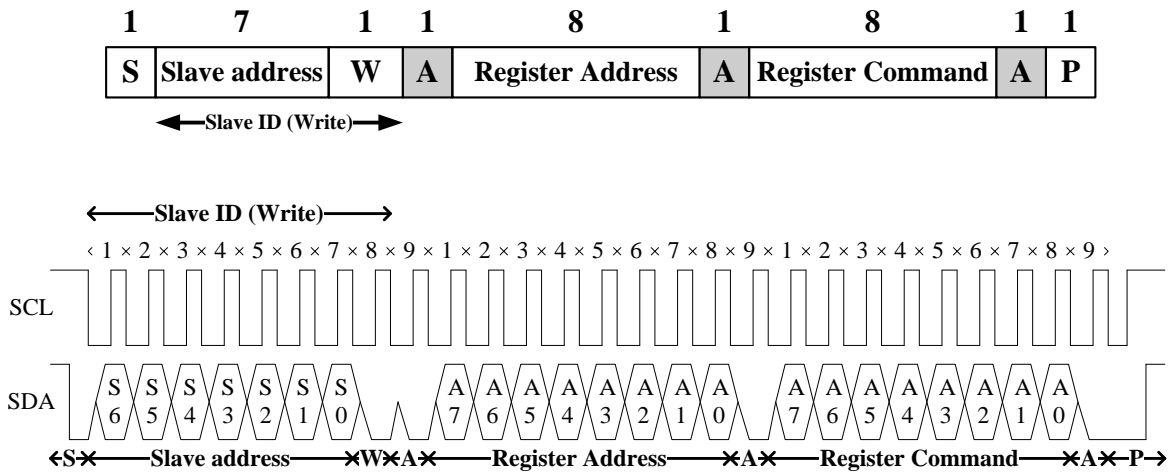 1 7 1 1 8 1 8 1 1
S Slave address W A Register Address A Register Command A P
Slave ID (Write)
Slave ID (Write)
‹ 1 × 2 × 3 × 4 × 5 × 6 × 7 × 8 × 9 × 1 × 2 × 3 × 4 × 5 × 6 × 7 × 8 × 9 × 1 × 2 × 3 × 4 × 5 × 6 × 7 × 8 × 9 ›
SCL
SDA S6 S5 S4 S3 S2 S1 S0 A7 A6 A5 A4 A3 A2 A1 A0 A7 A6 A5 A4 A3 A2 A1 A0
S Slave address W A Register Address A Register Command A P